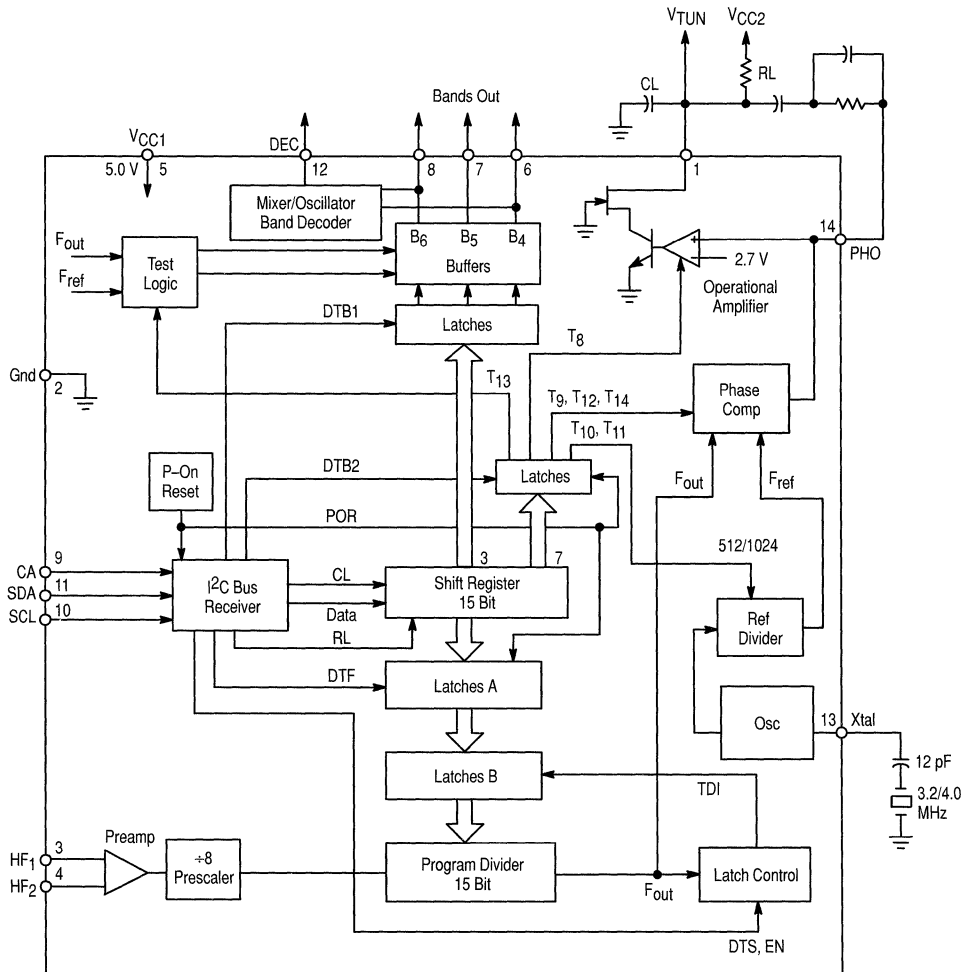 VTUN
VCC2
RL
CL
Bands Out
VCC1
5.0 V
5
DEC
12
8
7
6
1
Mixer/Oscillator
Band Decoder
B6
B5
B4
Buffers
Fout
Fref
Test
Logic
14
PHO
2.7 V
Operational
Amplifier
DTB1
Latches
T8
Gnd
2
T13
T9, T12, T14
Phase
Comp
T10, T11
P–On
Reset
DTB2
Latches
Fout
Fref
POR
512/1024
9
CA
11
SDA
10
SCL
I2C Bus
Receiver
CL
Data
RL
3
7
Shift Register
15 Bit
Ref
Divider
DTF
Latches A
Osc
13
Xtal
12 pF
3.2/4.0
MHz
Latches B
TDI
Preamp
HF1
3
HF2
4
÷8
Prescaler
Program Divider
15 Bit
Fout
Latch Control
DTS, EN